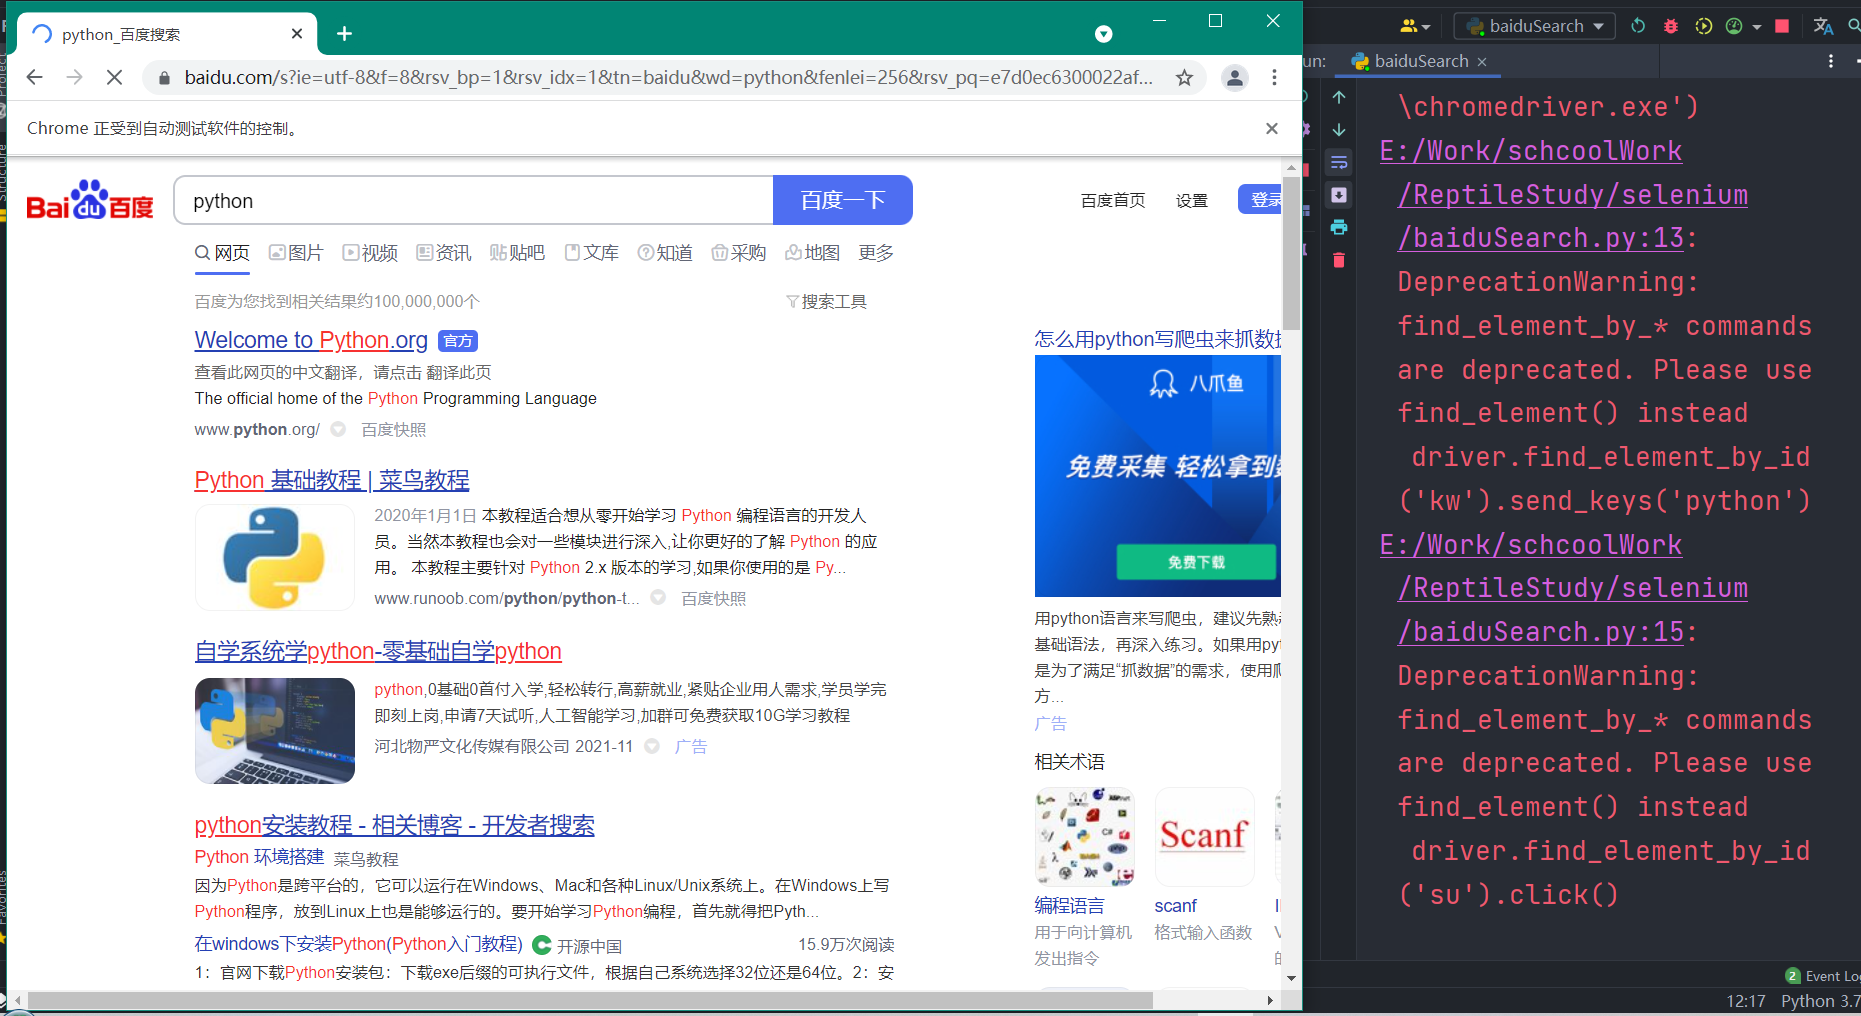 python_百度搜索
baidu.com/s?ie=utf-8&f=8&rsv_bp=1&rsv_idx=1&tn=baidu&wd=python&fenlei=256&rsv_pq=e7d0ec6300022af...
Chrome 正受到自动测试软件的控制。
Bai du 百度
python
百度一下
百度首页 设置 登录
网页 图片 视频 资讯 贴吧 文库 知道 采购 地图 更多
百度为您找到相关结果约100,000,000个
搜索工具
Welcome to Python.org 官方
查看此网页的中文翻译，请点击 翻译此页
The official home of the Python Programming Language
www.python.org/ 百度快照
Python 基础教程 | 菜鸟教程
2020年1月1日 本教程适合想从零开始学习 Python 编程语言的开发人
员。当然本教程也会对一些模块进行深入,让你更好的了解 Python 的应
用。 本教程主要针对 Python 2.x 版本的学习,如果你使用的是 Py...
www.runoob.com/python/python-t... 百度快照
自学系统学python-零基础自学python
python,0基础0首付入学,轻松转行,高薪就业,紧贴企业用人需求,学员学完
即刻上岗,申请7天试听,人工智能学习,加群可免费获取10G学习教程
河北物严文化传媒有限公司 2021-11 广告
python安装教程 - 相关博客 - 开发者搜索
Python 环境搭建 菜鸟教程
因为Python是跨平台的，它可以运行在Windows、Mac和各种Linux/Unix系统上。在Windows上写
Python程序，放到Linux上也是能够运行的。要开始学习Python编程，首先就得把Pyth...
在windows下安装Python(Python入门教程) 开源中国 15.9万次阅读
1：官网下载Python安装包：下载exe后缀的可执行文件，根据自己系统选择32位还是64位。2：安
怎么用python写爬虫来抓数据
八爪鱼
免费采集 轻松拿到数
免费下载
用python语言来写爬虫，建议先熟
基础语法，再深入练习。如果用pyt
是为了满足“抓数据”的需求，使用爬
方...
广告
相关术语
Scanf
编程语言
用于向计算机
发出指令
scanf
格式输入函数
baiduSearch
un: baiduSearch
\chromedriver.exe')
E:/Work/schcoolWork
/ReptileStudy/selenium
/baiduSearch.py:13:
DeprecationWarning:
find_element_by_* commands
are deprecated. Please use
find_element() instead
driver.find_element_by_id
('kw').send_keys('python')
E:/Work/schcoolWork
/ReptileStudy/selenium
/baiduSearch.py:15:
DeprecationWarning:
find_element_by_* commands
are deprecated. Please use
find_element() instead
driver.find_element_by_id
('su').click()
2 Event Log
12:17 Python 3.7
Structure
Favorites